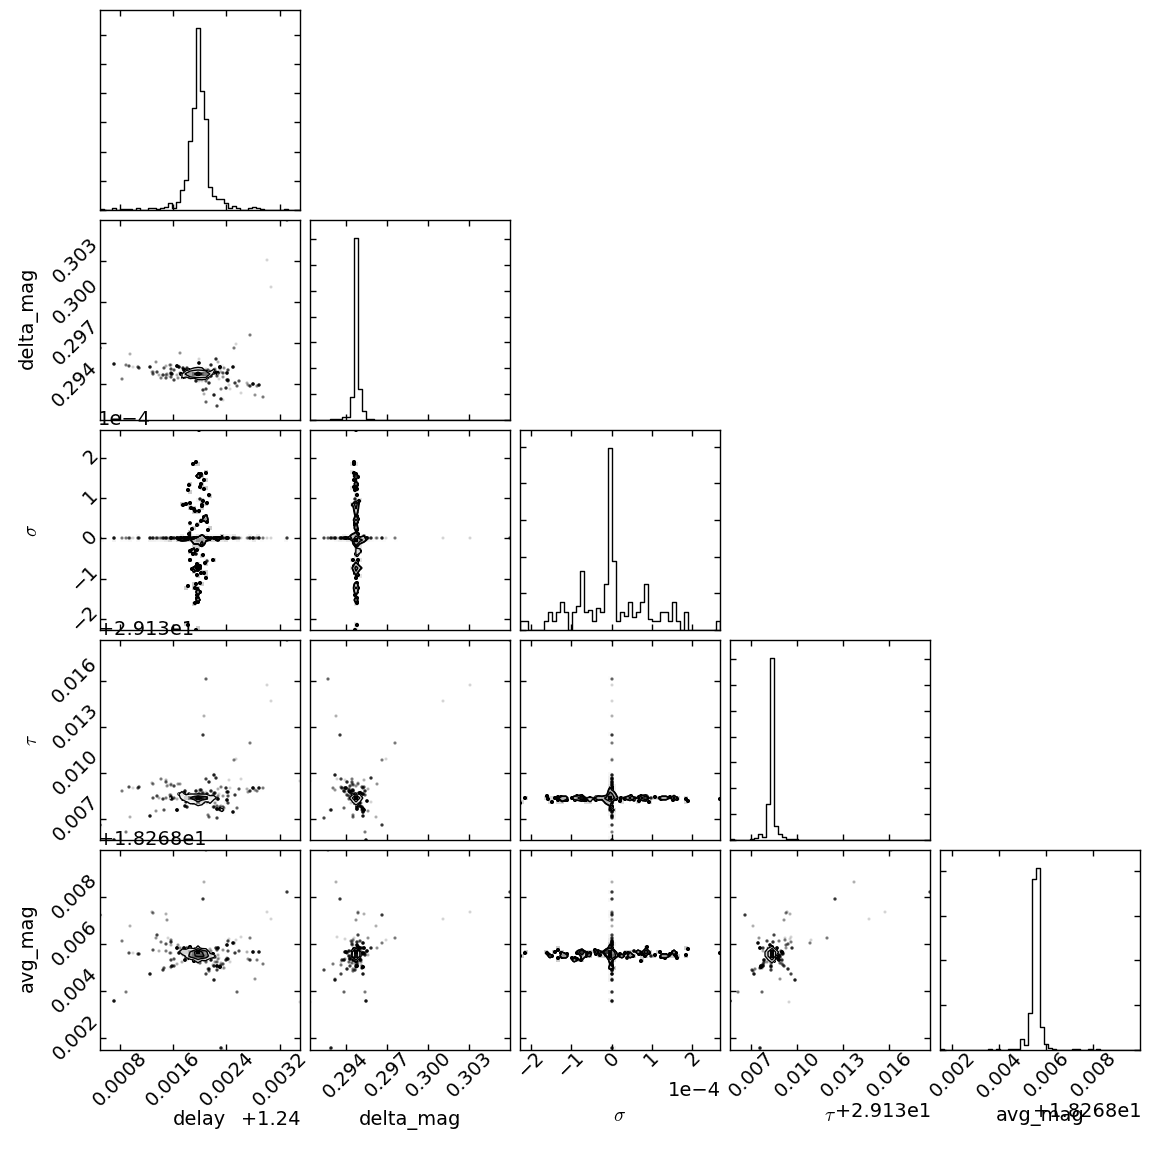 0.303
0.300
0.297
0.294
delta_mag
1e−4
2
1
0
−1
−2
σ
+2.913e1
0.016
0.013
0.010
0.007
τ
+1.8268e1
0.008
0.006
0.004
0.002
avg_mag
0.0008 0.0016 0.0024 0.0032 0.294 0.297 0.300 0.303 −2 −1 0 1 2 0.007 0.010 0.013 0.016 0.002 0.004 0.006 0.008
1e−4
delay +1.24 delta_mag σ τ +2.913e1 avg_mag +1.8268e1